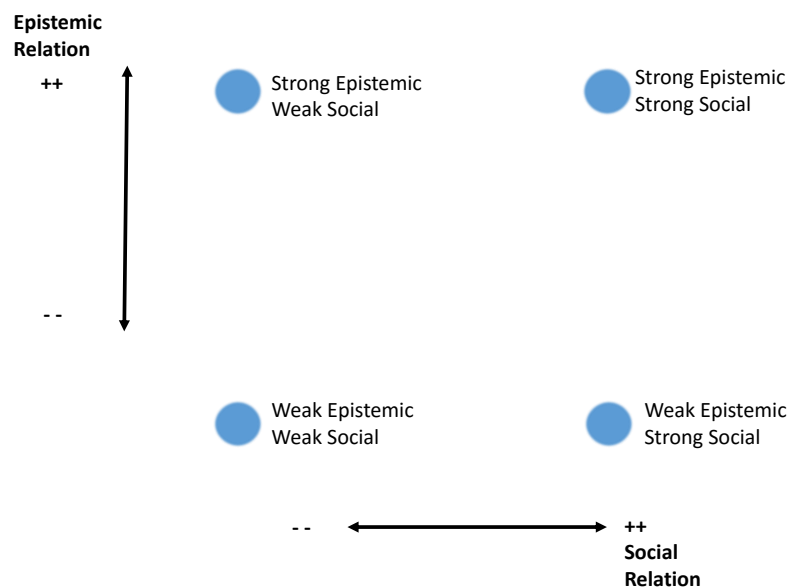 Epistemic
Relation
++
Strong Epistemic
Weak Social
Strong Epistemic
Strong Social
- -
Weak Epistemic
Weak Social
Weak Epistemic
Strong Social
- -
++
Social
Relation